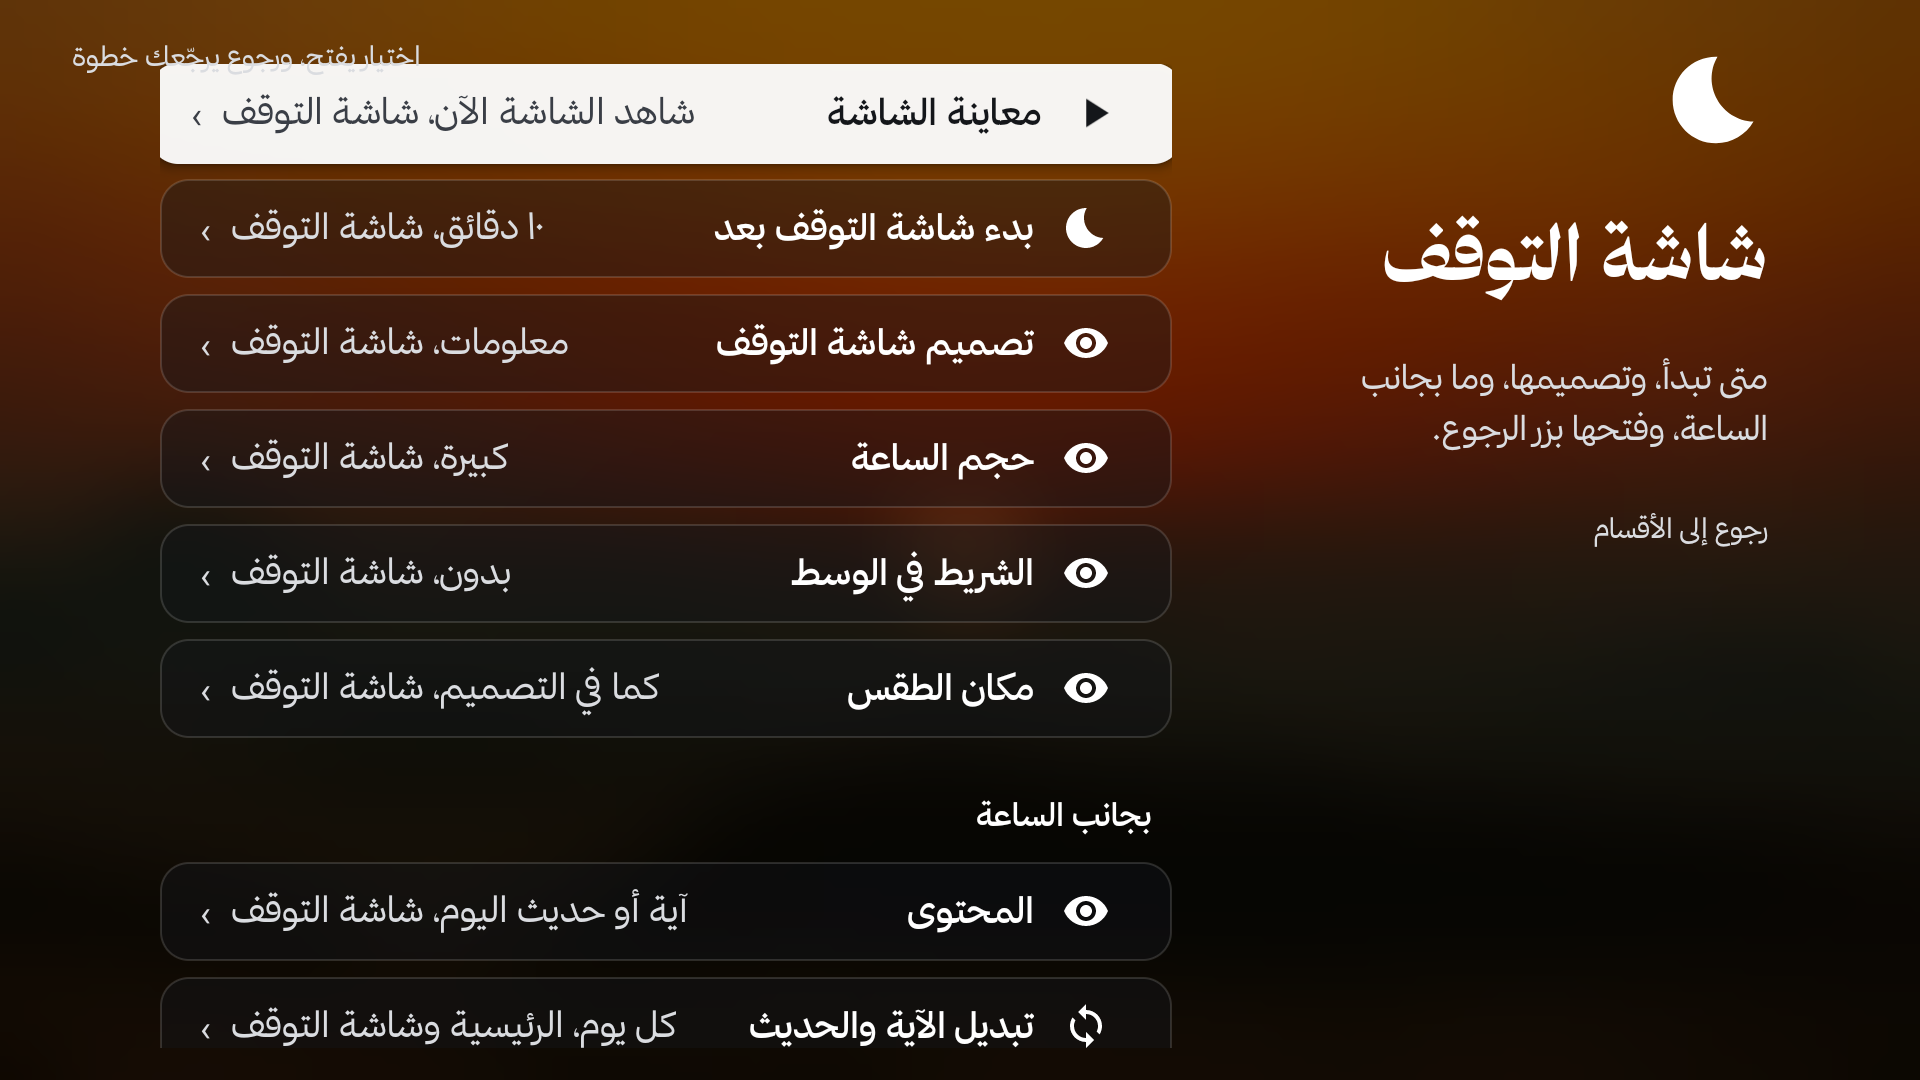 اختيار يفتح، ورجوع يرجّعك خطوة
شاشة التوقف
متى تبدأ، وتصميمها، وما بجانب
الساعة، وفتحها بزر الرجوع.
رجوع إلى الأقسام
معاينة الشاشة شاهد الشاشة الآن، شاشة التوقف ›
بدء شاشة التوقف بعد ١٠ دقائق، شاشة التوقف ›
تصميم شاشة التوقف معلومات، شاشة التوقف ›
حجم الساعة كبيرة، شاشة التوقف ›
الشريط في الوسط بدون، شاشة التوقف ›
مكان الطقس كما في التصميم، شاشة التوقف ›
بجانب الساعة
المحتوى آية أو حديث اليوم، شاشة التوقف ›
تبديل الآية والحديث كل يوم، الرئيسية وشاشة التوقف ›